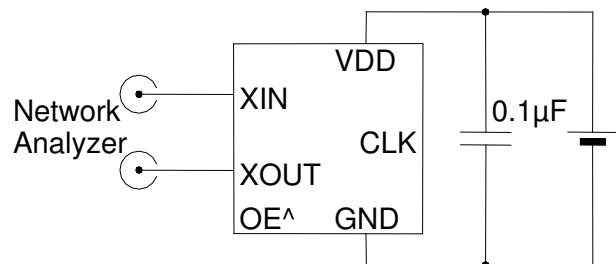 VDD
Network
Analyzer
XIN
0.1µF
CLK
XOUT
OE^
GND